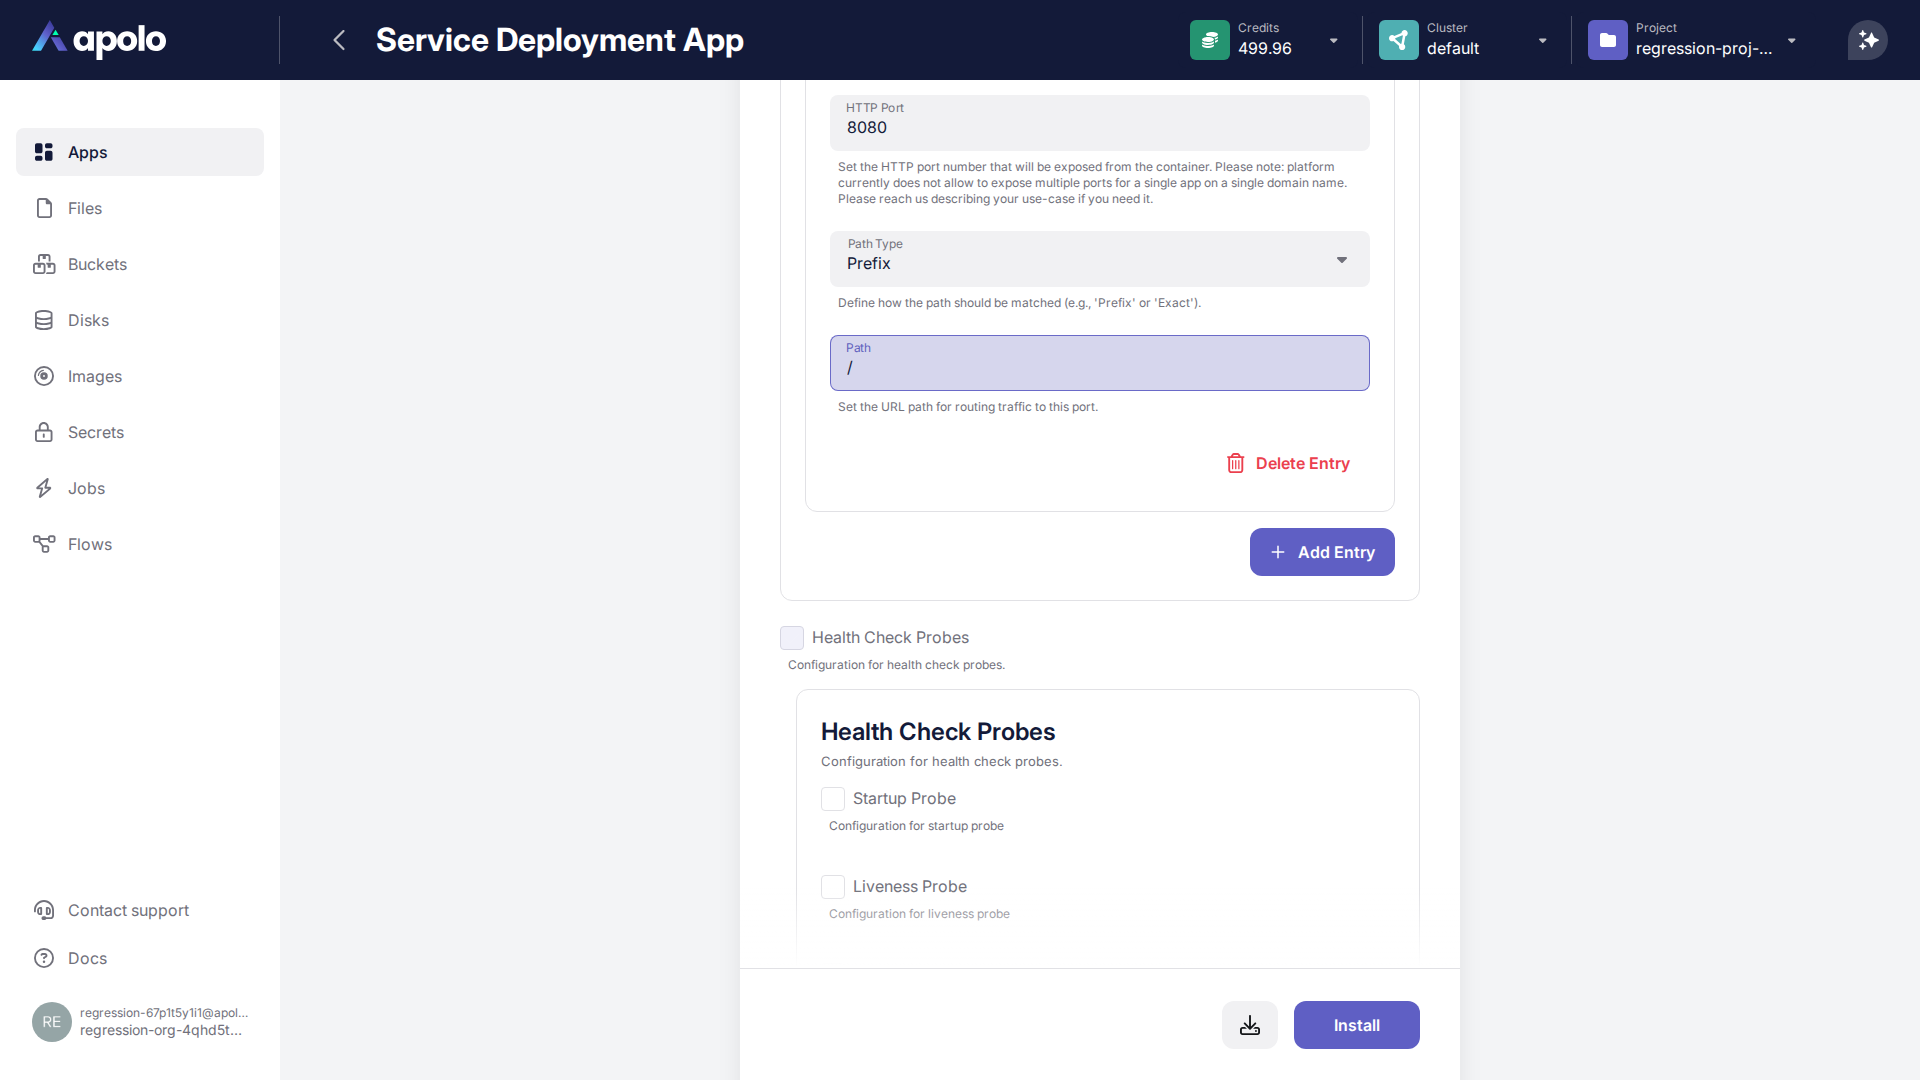 apolo
Service Deployment App
Credits
499.96
Cluster
default
Project
regression-proj-...
Apps
Files
Buckets
Disks
Images
Secrets
Jobs
Flows
Contact support
Docs
RE
regression-67p1t5y1i1@apol...
regression-org-4qhd5t...
HTTP Port
8080
Set the HTTP port number that will be exposed from the container. Please note: platform
currently does not allow to expose multiple ports for a single app on a single domain name.
Please reach us describing your use-case if you need it.
Path Type
Prefix
Define how the path should be matched (e.g., 'Prefix' or 'Exact').
Path
/
Set the URL path for routing traffic to this port.
Delete Entry
Add Entry
Health Check Probes
Configuration for health check probes.
Health Check Probes
Configuration for health check probes.
Startup Probe
Configuration for startup probe
Liveness Probe
Configuration for liveness probe
Install